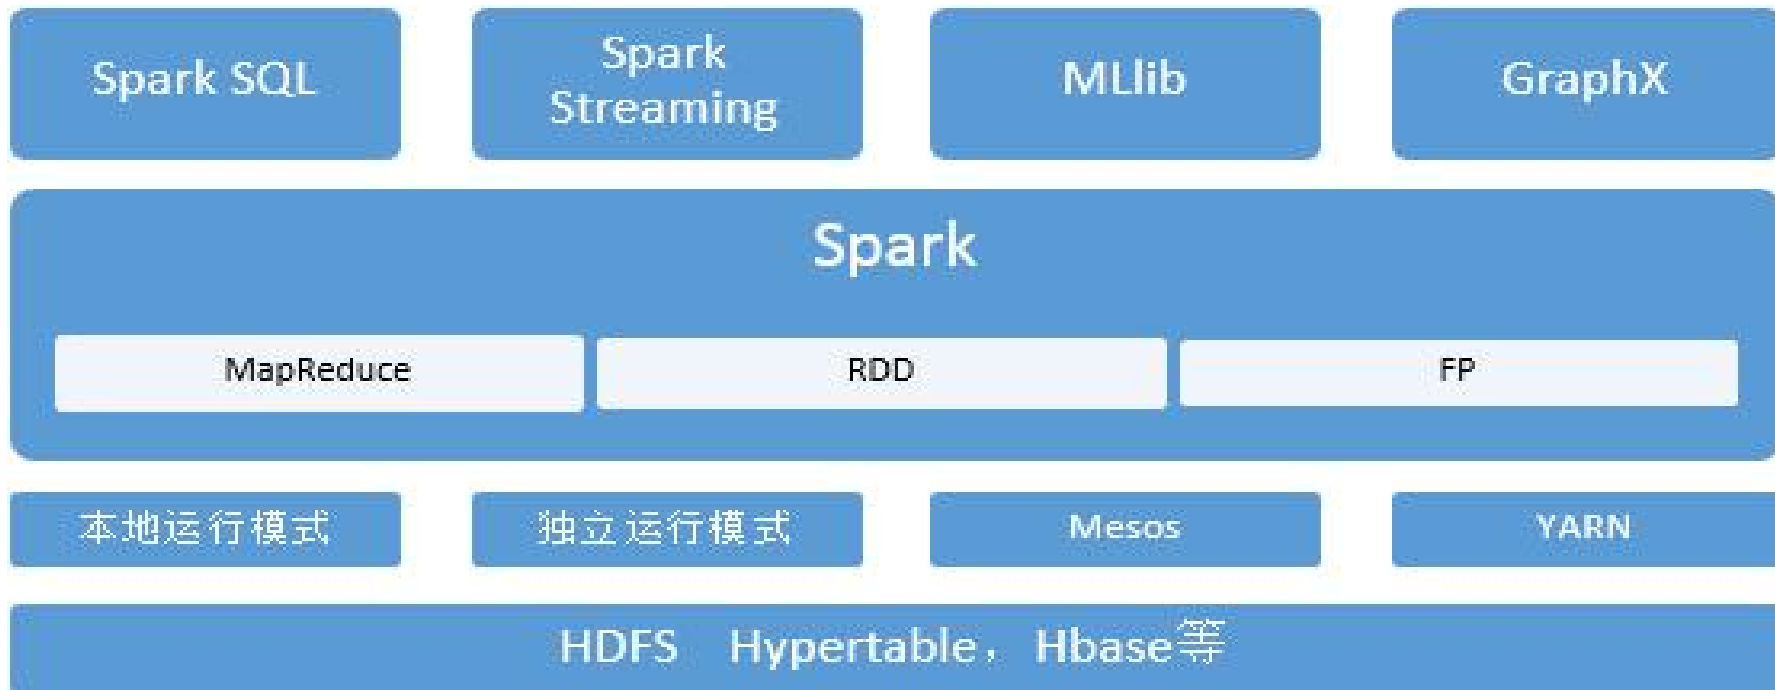 Spark SQL
Spark
Streaming
MLlib
GraphX
Spark
MapReduce
RDD
FP
本地运行模式
独立运行模式
Mesos
YARN
HDFS Hypertable，Hbase等